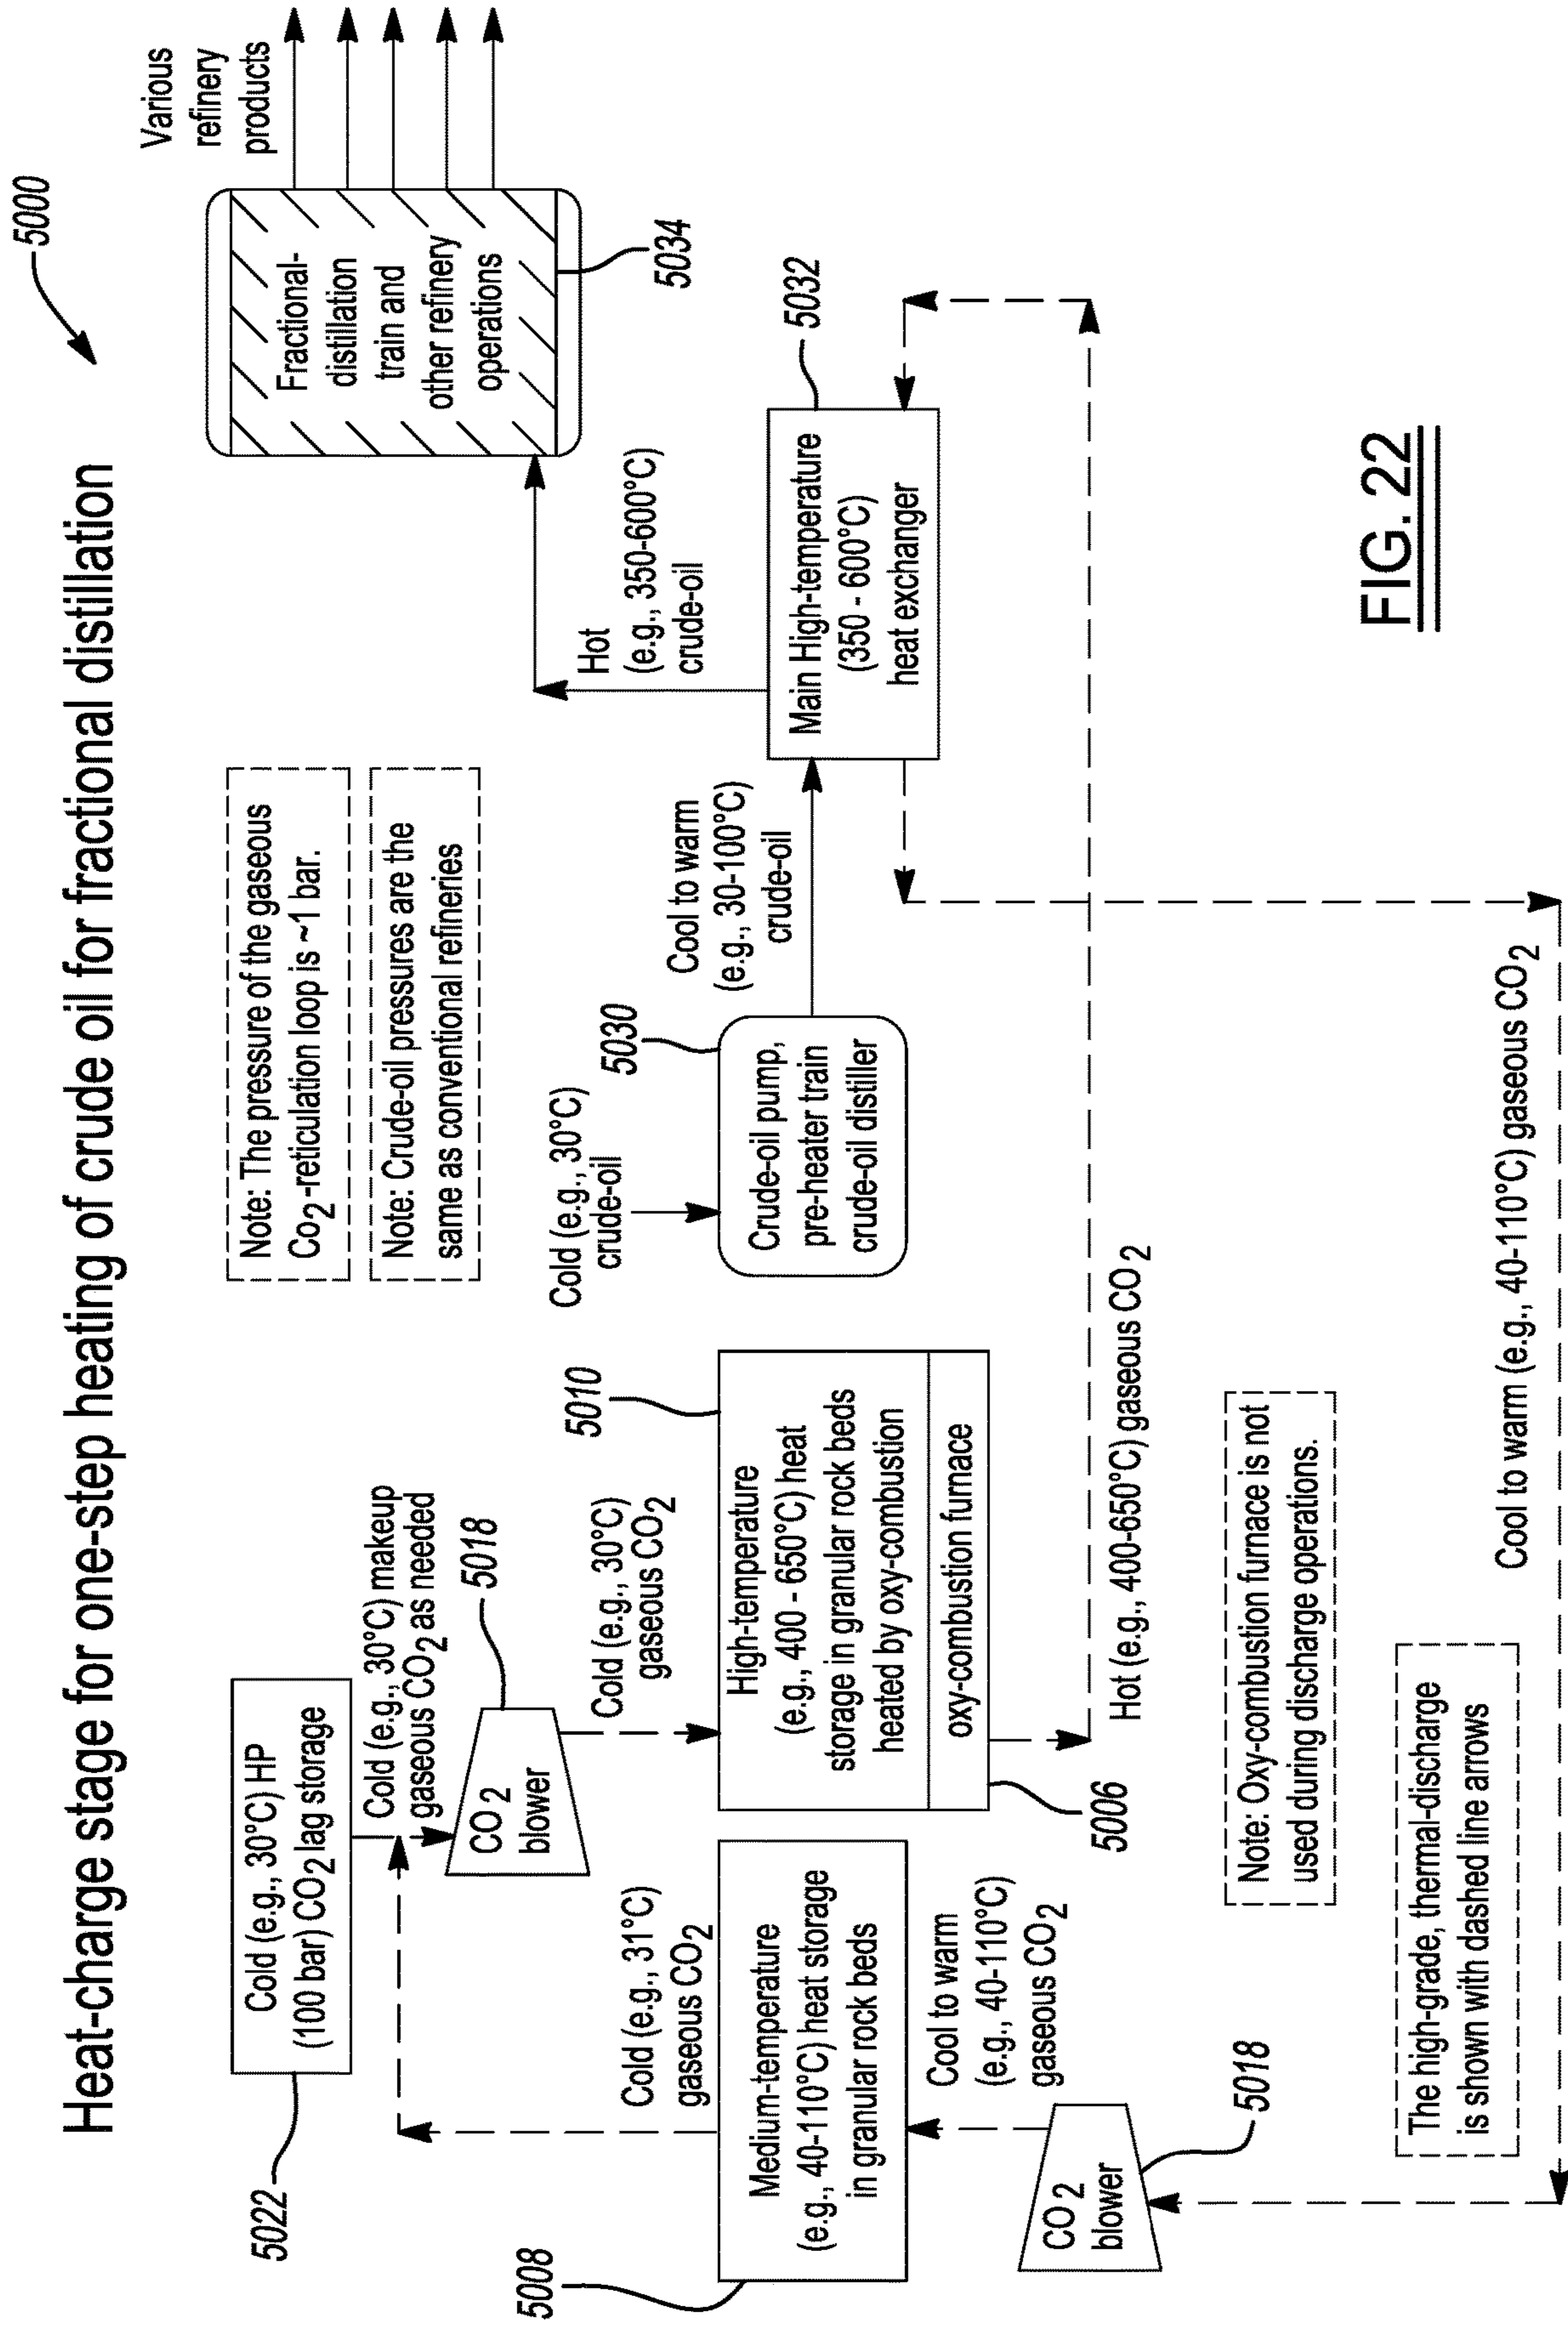 Heat-charge stage for one-step heating of crude oil for fractional distillation
5000
5022
Cold (e.g., 30°C) HP
(100 bar) CO2 lag storage
Cold (e.g., 30°C) makeup
gaseous CO2 as needed
CO2
blower
5018
Cold (e.g., 30°C)
gaseous CO2
Note: The pressure of the gaseous
Co2-reticulation loop is ~1 bar.
Note: Crude-oil pressures are the
same as conventional refineries
Various
refinery
products
Fractional-
distillation
train and
other refinery
operations
5034
Hot
(e.g., 350-600°C)
crude-oil
Cold (e.g., 30°C)
crude-oil
5030
Crude-oil pump,
pre-heater train
crude-oil distiller
Cool to warm
(e.g., 30-100°C)
crude-oil
5032
Main High-temperature
(350 - 600°C)
heat exchanger
Cold (e.g., 31°C)
gaseous CO2
5008
Medium-temperature
(e.g., 40-110°C) heat storage
in granular rock beds
5010
High-temperature
(e.g., 400 - 650°C) heat
storage in granular rock beds
heated by oxy-combustion
oxy-combustion furnace
5006
Cool to warm
(e.g., 40-110°C)
gaseous CO2
CO2
blower
5018
Hot (e.g., 400-650°C) gaseous CO2
Note: Oxy-combustion furnace is not
used during discharge operations.
The high-grade, thermal-discharge
is shown with dashed line arrows
Cool to warm (e.g., 40-110°C) gaseous CO2
FIG. 22